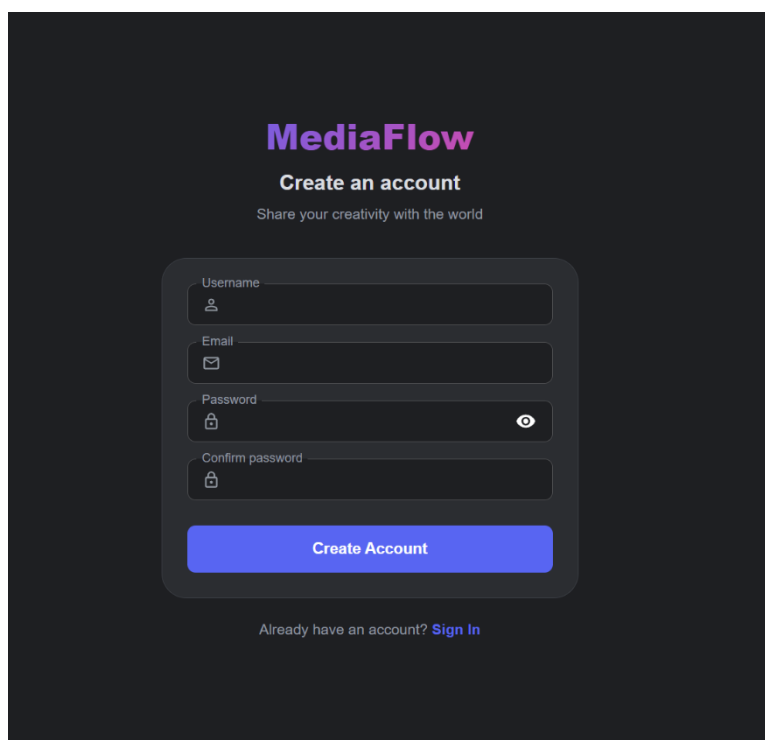 MediaFlow
Create an account
Share your creativity with the world
Username
Email
Password
Confirm password
Create Account
Already have an account? Sign In